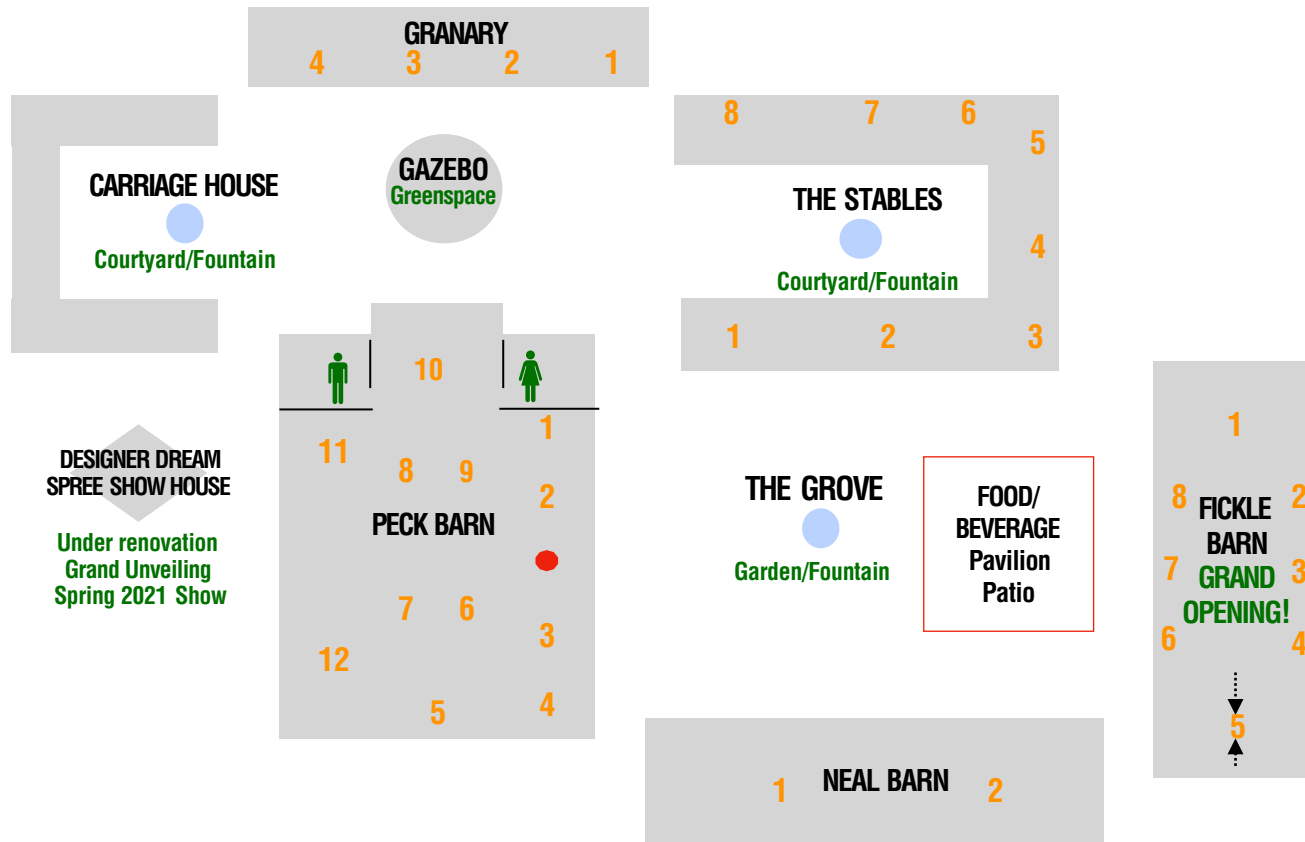 GRANARY
4 3 2 1
CARRIAGE HOUSE
Courtyard/Fountain
GAZEBO
Greenspace
8 7 6
5
THE STABLES
4
Courtyard/Fountain
1 2 3
10
1
11
8 9
2
PECK BARN
7 6
3
12
5
4
DESIGNER DREAM
SPREE SHOW HOUSE
Under renovation
Grand Unveiling
Spring 2021 Show
THE GROVE
Garden/Fountain
FOOD/
BEVERAGE
Pavilion
Patio
1
8 2
FICKLE
BARN
7 3
GRAND
OPENING!
6 4
5
1 NEAL BARN 2